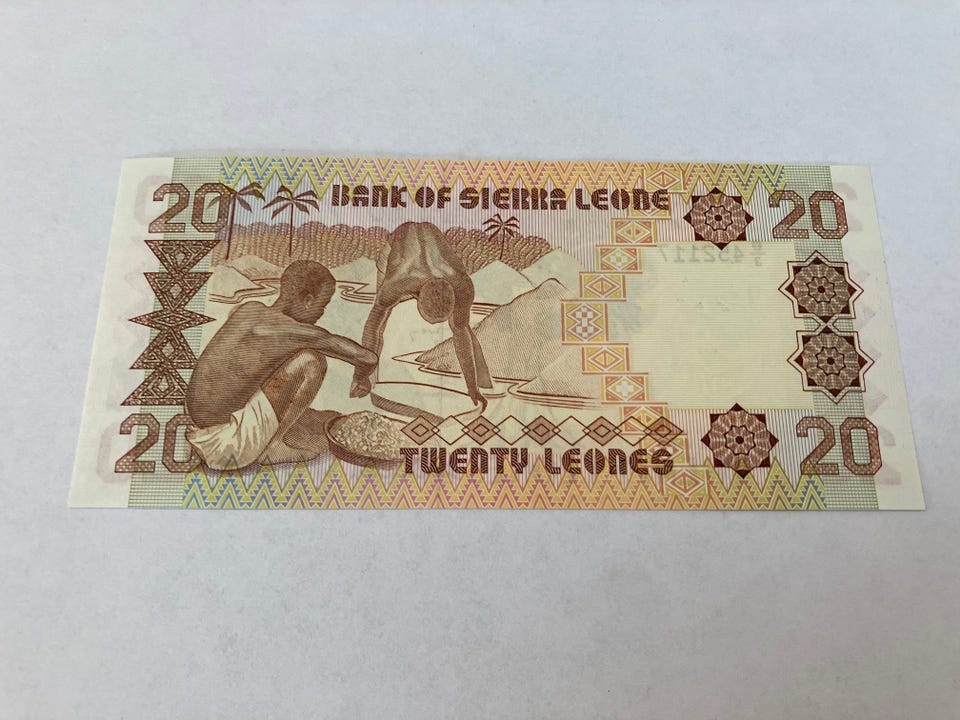 20 BANK OF SIERRA LEONE 20
20 TWENTY LEONES 20